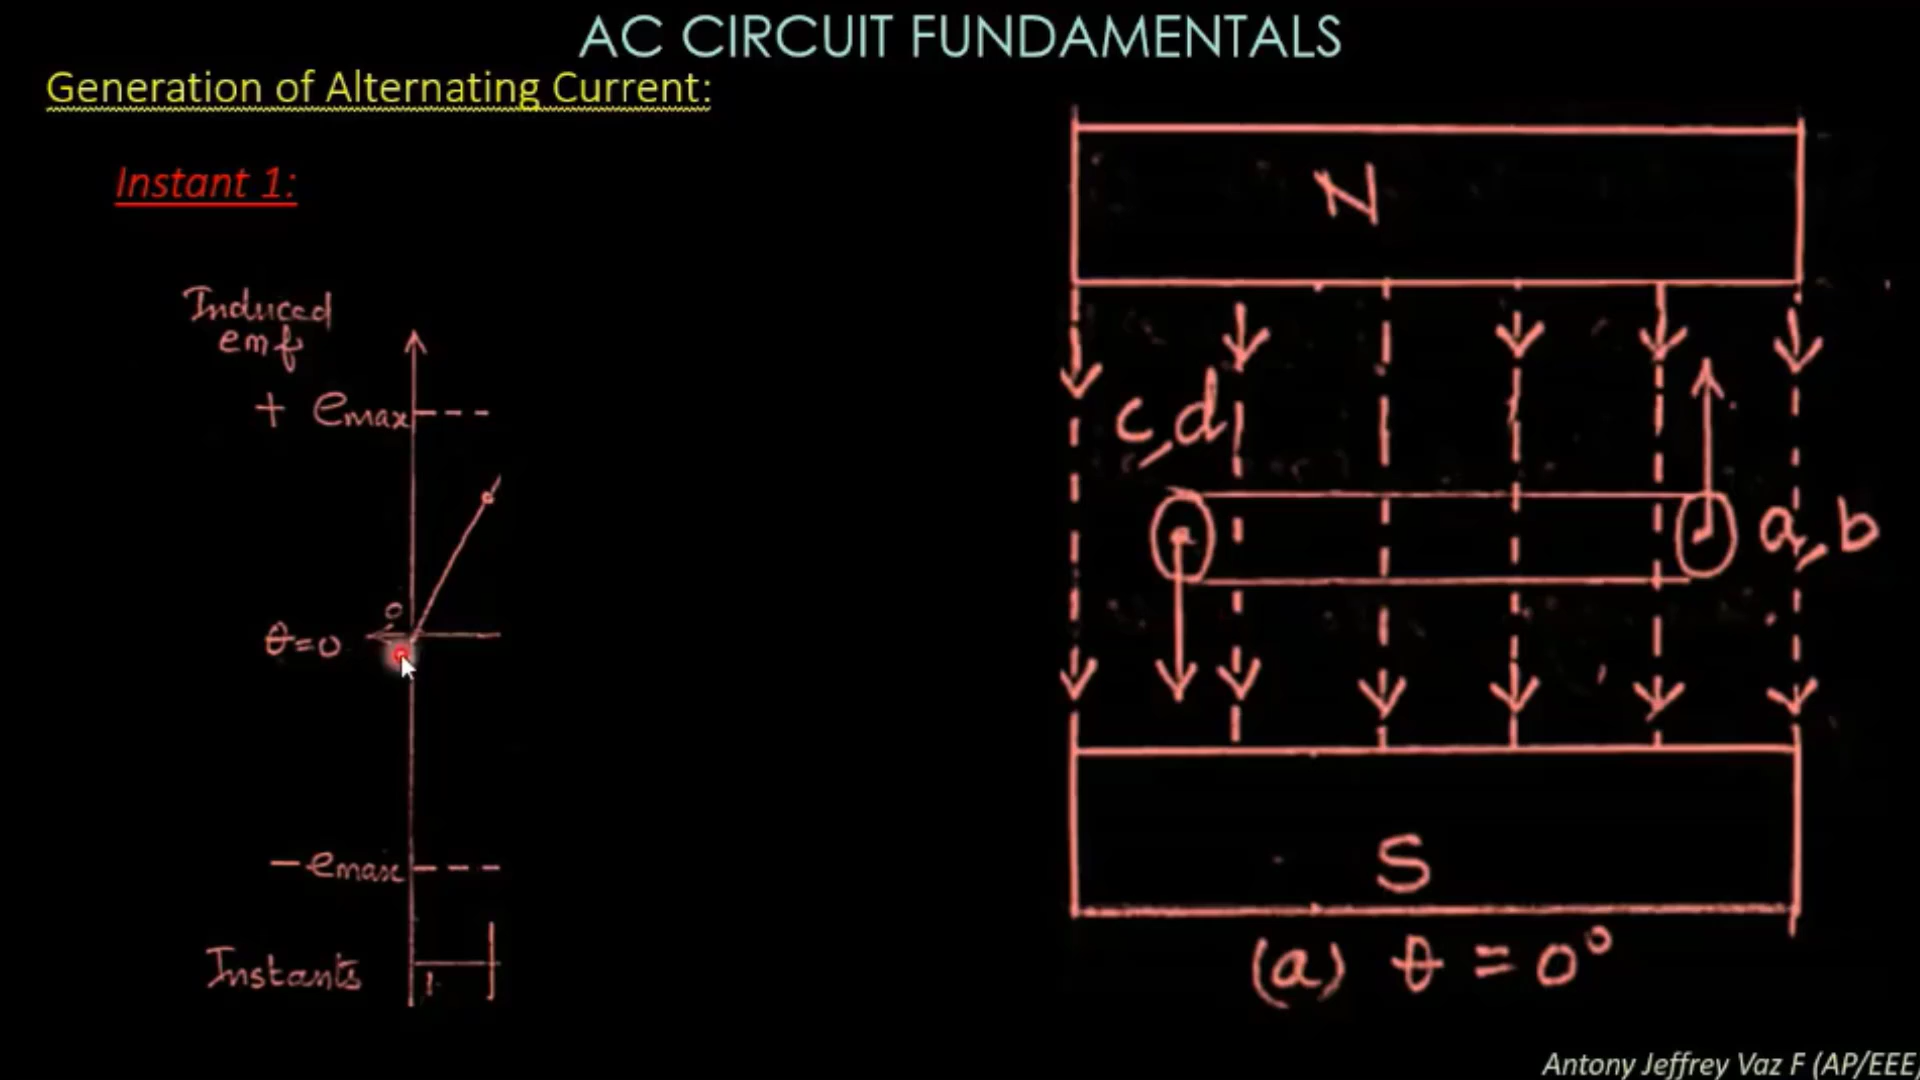 AC CIRCUIT FUNDAMENTALS
Generation of Alternating Current:
Instant 1:
Induced
emf
+ emax
0
θ=0
- emax
Instants
1
N
c,d
a,b
S
(a) θ = 0°
Antony Jeffrey Vaz F (AP/EEE)